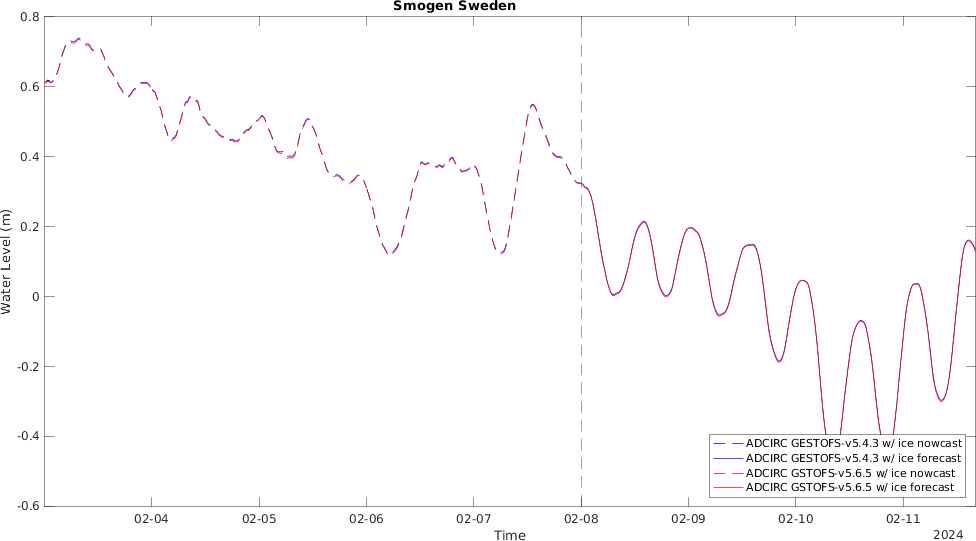 Smogen Sweden
0.8
0.6
0.4
0.2
0
-0.2
-0.4
-0.6
Water Level (m)
02-04 02-05 02-06 02-07 02-08 02-09 02-10 02-11
Time
2024
ADCIRC GESTOFS-v5.4.3 w/ ice nowcast
ADCIRC GESTOFS-v5.4.3 w/ ice forecast
ADCIRC GSTOFS-v5.6.5 w/ ice nowcast
ADCIRC GSTOFS-v5.6.5 w/ ice forecast